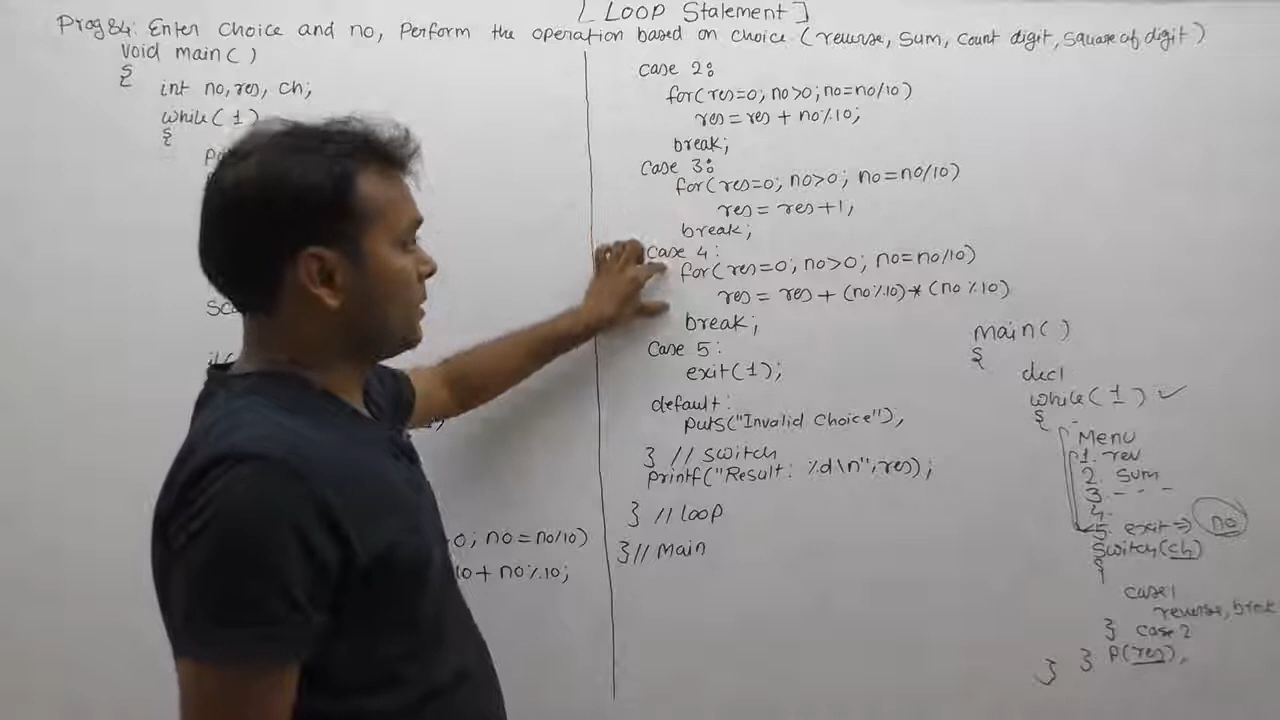 [LOOP Statement]
Prog84: Enter choice and no, Perform the operation based on choice (reverse, sum, count digit, square of digit)
void main()
{
int no, res, ch;
while(1)
{
0; no=no/10)
10+ no%10;
case 2:
for(res=0; no>0; no=no/10)
res=res + no%10;
break;
case 3:
for(res=0; no>0; no=no/10)
res= res+1;
break;
case 4:
for(res=0; no>0; no=no/10)
res= res + (no%10)*(no%10)
break;
Case 5:
exit(1);
default:
puts("Invalid choice");
} // switch
printf("Result: %d\n",res);
} // loop
}// Main
main()
{
decl
while(1) ✓
{
Menu
1. rev
2. sum
3. - - -
4.
5. exit⇒ no
switch(ch)
{
case1
reverse, break
} case 2
} P(res),
}